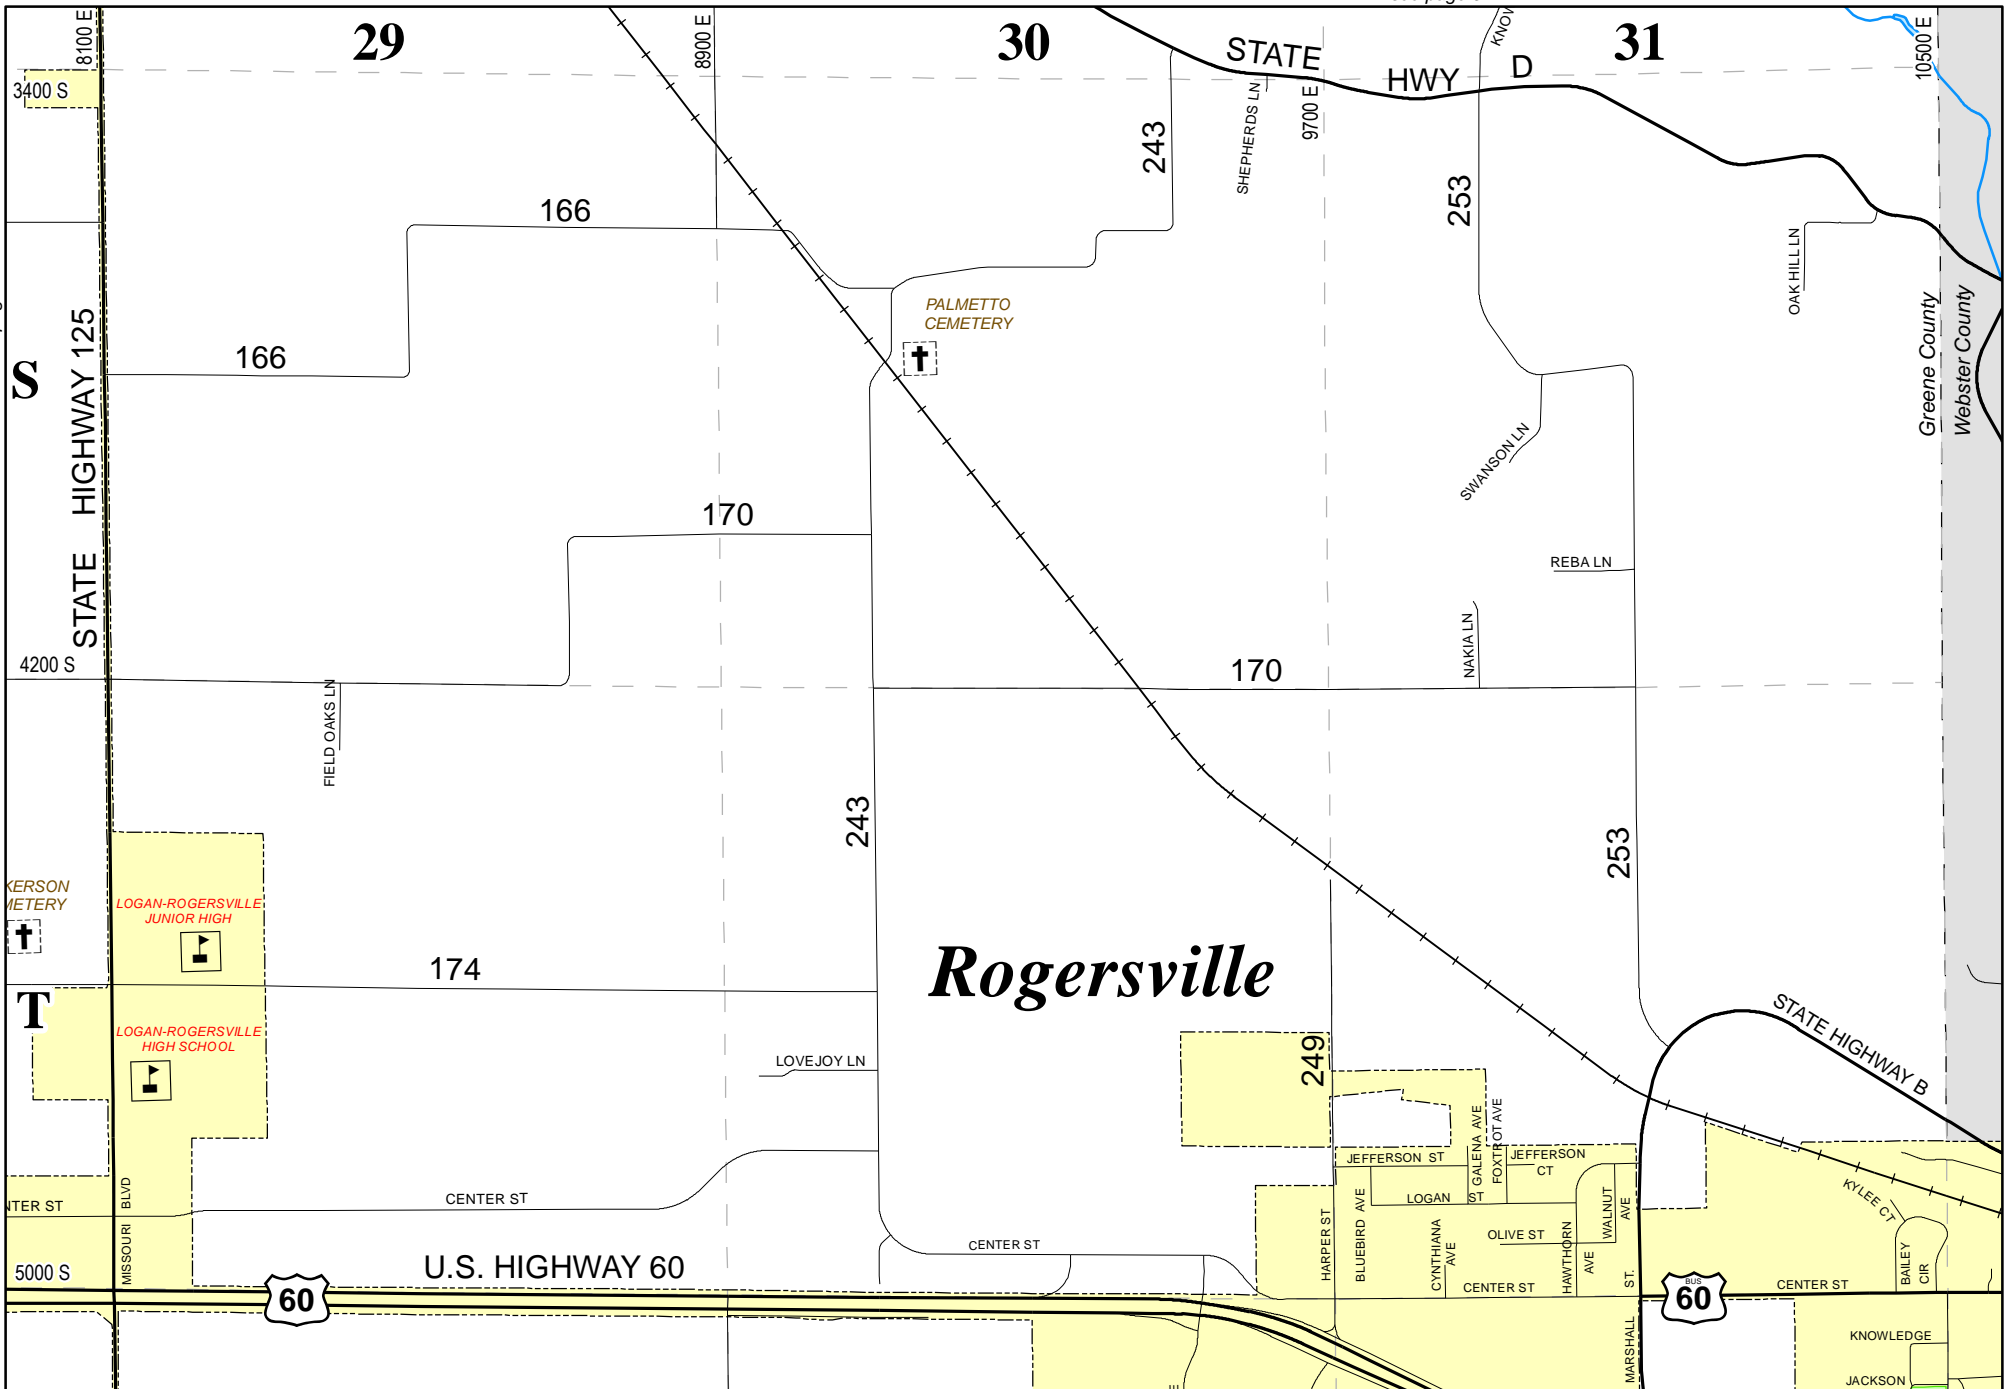 29
30
31
8100 E
8900 E
9700 E
10500 E
3400 S
STATE
HWY
D
SHEPHERDS LN
243
253
166
166
OAK HILL LN
PALMETTO
CEMETERY
STATE HIGHWAY 125
S
Greene County
Webster County
SWANSON LN
170
REBA LN
NAKIA LN
170
4200 S
FIELD OAKS LN
243
253
KERSON
METERY
LOGAN-ROGERSVILLE
JUNIOR HIGH
174
Rogersville
T
LOGAN-ROGERSVILLE
HIGH SCHOOL
LOVEJOY LN
249
STATE HIGHWAY B
GALENA AVE
FOXTROT AVE
JEFFERSON ST
JEFFERSON
CT
LOGAN ST
BLUEBIRD AVE
HARPER ST
CYNTHIANA
AVE
OLIVE ST
HAWTHORN
AVE
WALNUT
AVE
KYLEE CT
BAILEY
CIR
NTER ST
MISSOURI BLVD
CENTER ST
CENTER ST
CENTER ST
CENTER ST
5000 S
U.S. HIGHWAY 60
60
BUS
60
MARSHALL ST.
KNOWLEDGE
JACKSON